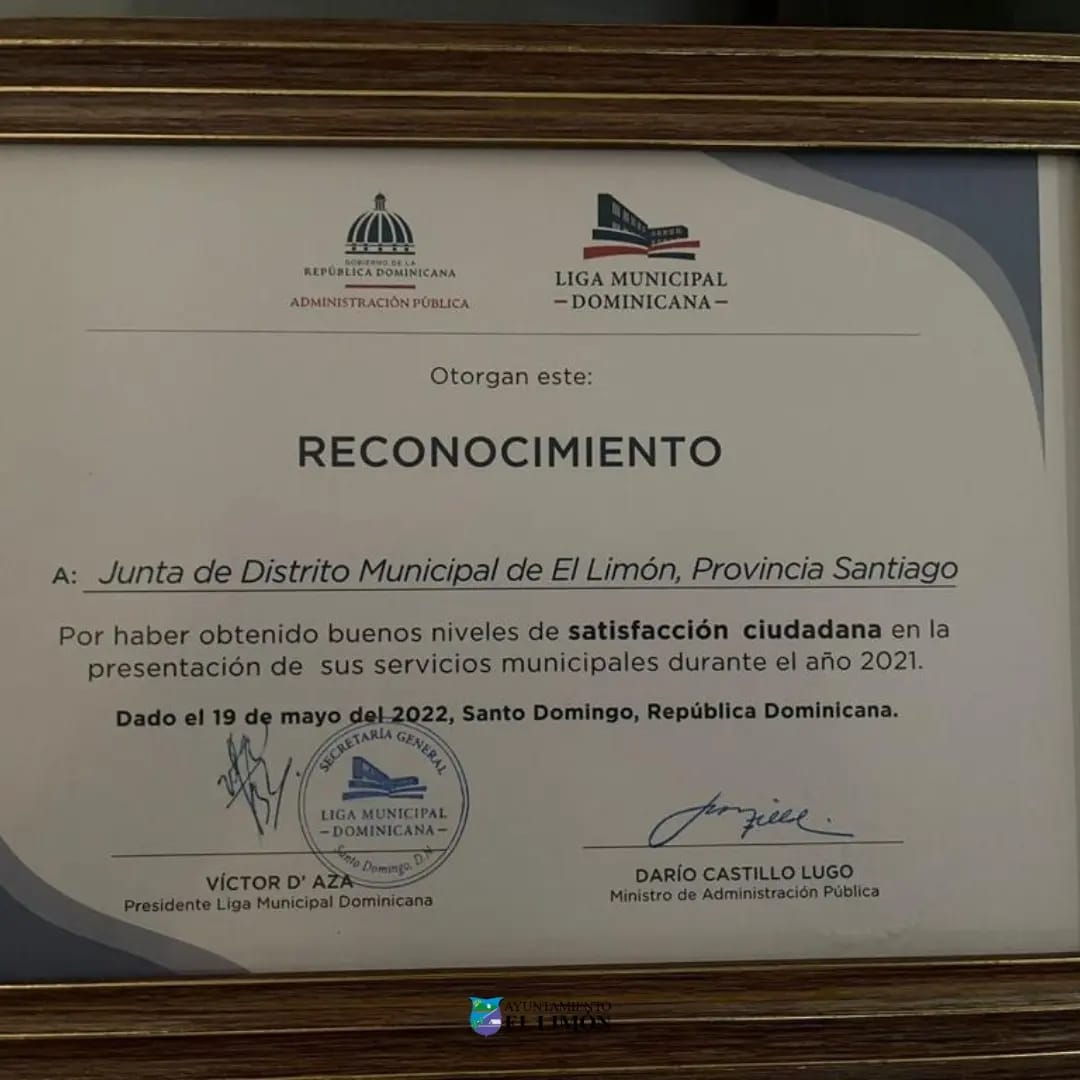 GOBIERNO DE LA
REPÚBLICA DOMINICANA
ADMINISTRACIÓN PÚBLICA
LIGA MUNICIPAL
DOMINICANA
Otorgan este:
RECONOCIMIENTO
A: Junta de Distrito Municipal de El Limón, Provincia Santiago
Por haber obtenido buenos niveles de satisfacción ciudadana en la
presentación de sus servicios municipales durante el año 2021.
Dado el 19 de mayo del 2022, Santo Domingo, República Dominicana.
SECRETARÍA GENERAL
LIGA MUNICIPAL
DOMINICANA
Santo Domingo, D.N.
VÍCTOR D' AZA
Presidente Liga Municipal Dominicana
DARÍO CASTILLO LUGO
Ministro de Administración Pública
AYUNTAMIENTO
EL LIMÓN